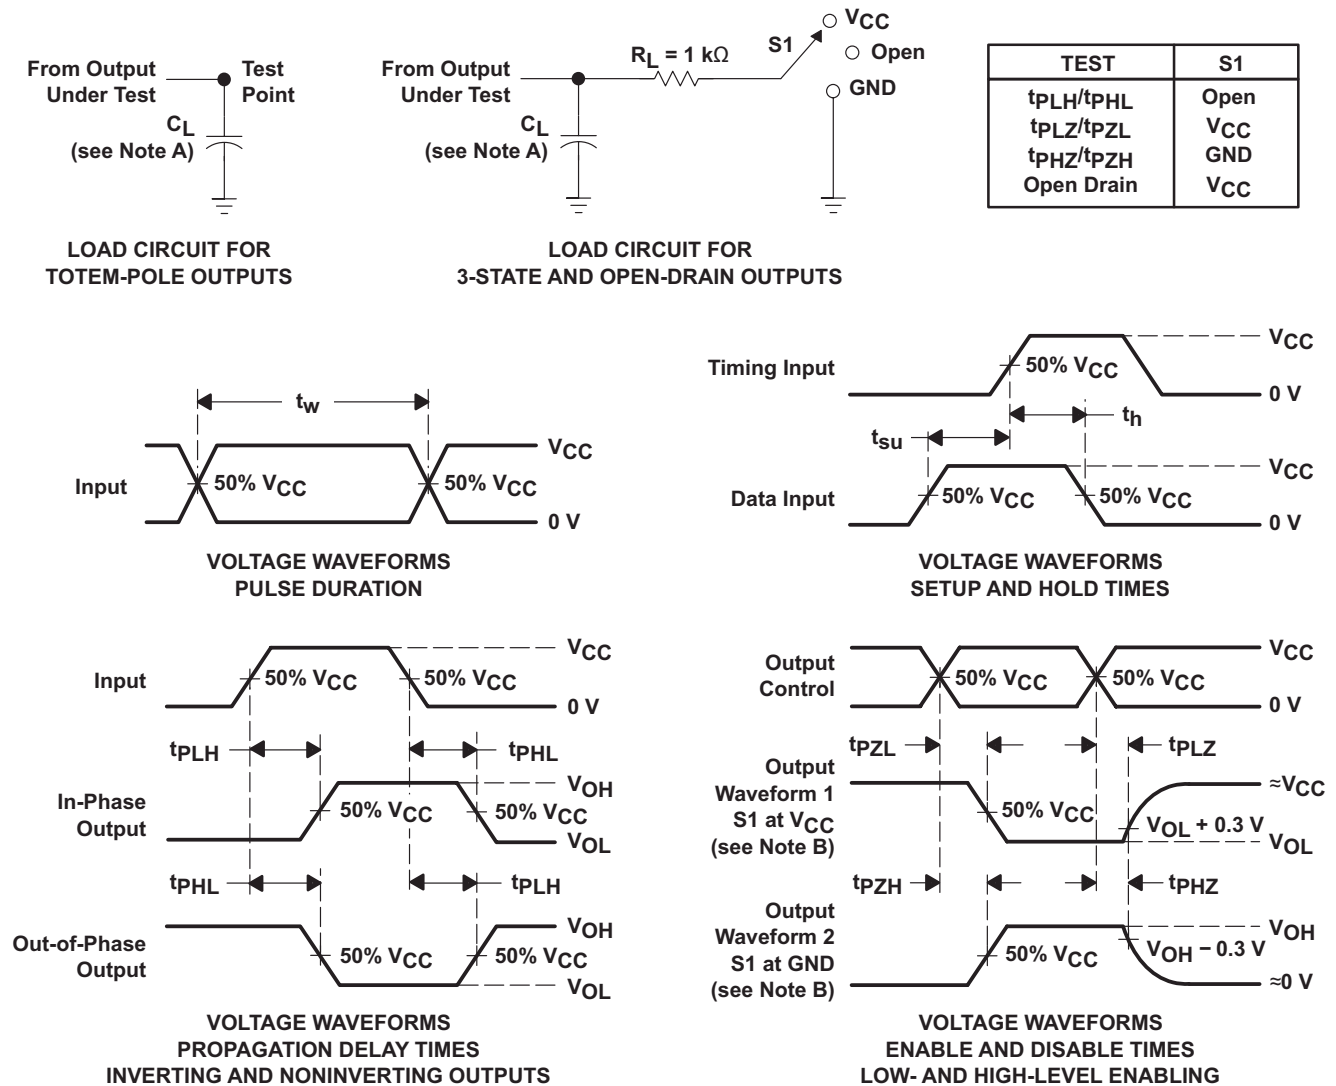 From Output
Under Test
Test
Point
CL
(see Note A)
LOAD CIRCUIT FOR
TOTEM-POLE OUTPUTS
From Output
Under Test
RL = 1 kΩ
S1
VCC
Open
GND
CL
(see Note A)
LOAD CIRCUIT FOR
3-STATE AND OPEN-DRAIN OUTPUTS
TEST S1
tPLH/tPHL Open
tPLZ/tPZL VCC
tPHZ/tPZH GND
Open Drain VCC
tw
Input
50% VCC
50% VCC
VCC
0 V
VOLTAGE WAVEFORMS
PULSE DURATION
Timing Input
50% VCC
VCC
0 V
tsu
th
Data Input
50% VCC
50% VCC
VCC
0 V
VOLTAGE WAVEFORMS
SETUP AND HOLD TIMES
Input
50% VCC
50% VCC
VCC
0 V
tPLH
tPHL
In-Phase
Output
50% VCC
50% VCC
VOH
VOL
tPHL
tPLH
Out-of-Phase
Output
50% VCC
50% VCC
VOH
VOL
VOLTAGE WAVEFORMS
PROPAGATION DELAY TIMES
INVERTING AND NONINVERTING OUTPUTS
Output
Control
50% VCC
50% VCC
VCC
0 V
tPZL
tPLZ
Output
Waveform 1
S1 at VCC
(see Note B)
50% VCC
VOL + 0.3 V
≈VCC
VOL
tPZH
tPHZ
Output
Waveform 2
S1 at GND
(see Note B)
50% VCC
VOH − 0.3 V
VOH
≈0 V
VOLTAGE WAVEFORMS
ENABLE AND DISABLE TIMES
LOW- AND HIGH-LEVEL ENABLING